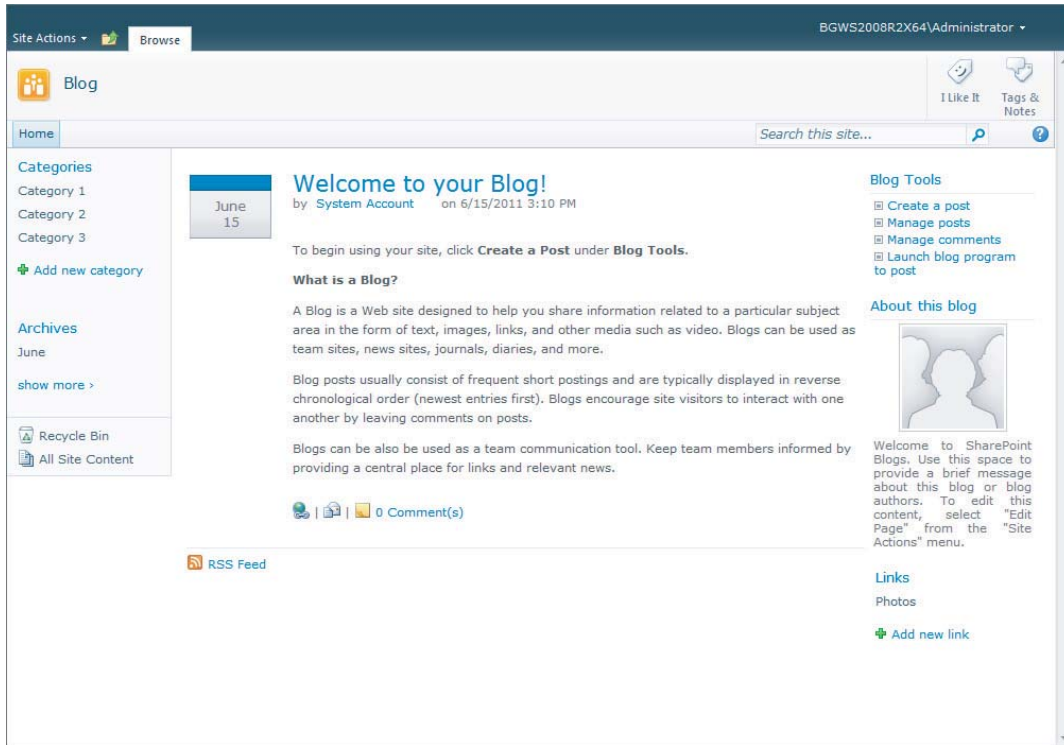 BGWS2008R2X64\Administrator
Site Actions
Browse
Blog
I Like It
Tags &
Notes
Home
Search this site...
Categories
Category 1
Category 2
Category 3
Add new category
Archives
June
show more ›
Recycle Bin
All Site Content
June
15
Welcome to your Blog!
by System Account on 6/15/2011 3:10 PM
To begin using your site, click Create a Post under Blog Tools.
What is a Blog?
A Blog is a Web site designed to help you share information related to a particular subject
area in the form of text, images, links, and other media such as video. Blogs can be used as
team sites, news sites, journals, diaries, and more.
Blog posts usually consist of frequent short postings and are typically displayed in reverse
chronological order (newest entries first). Blogs encourage site visitors to interact with one
another by leaving comments on posts.
Blogs can be also be used as a team communication tool. Keep team members informed by
providing a central place for links and relevant news.
| | 0 Comment(s)
RSS Feed
Blog Tools
Create a post
Manage posts
Manage comments
Launch blog program
to post
About this blog
Welcome to SharePoint
Blogs. Use this space to
provide a brief message
about this blog or blog
authors. To edit this
content, select "Edit
Page" from the "Site
Actions" menu.
Links
Photos
Add new link